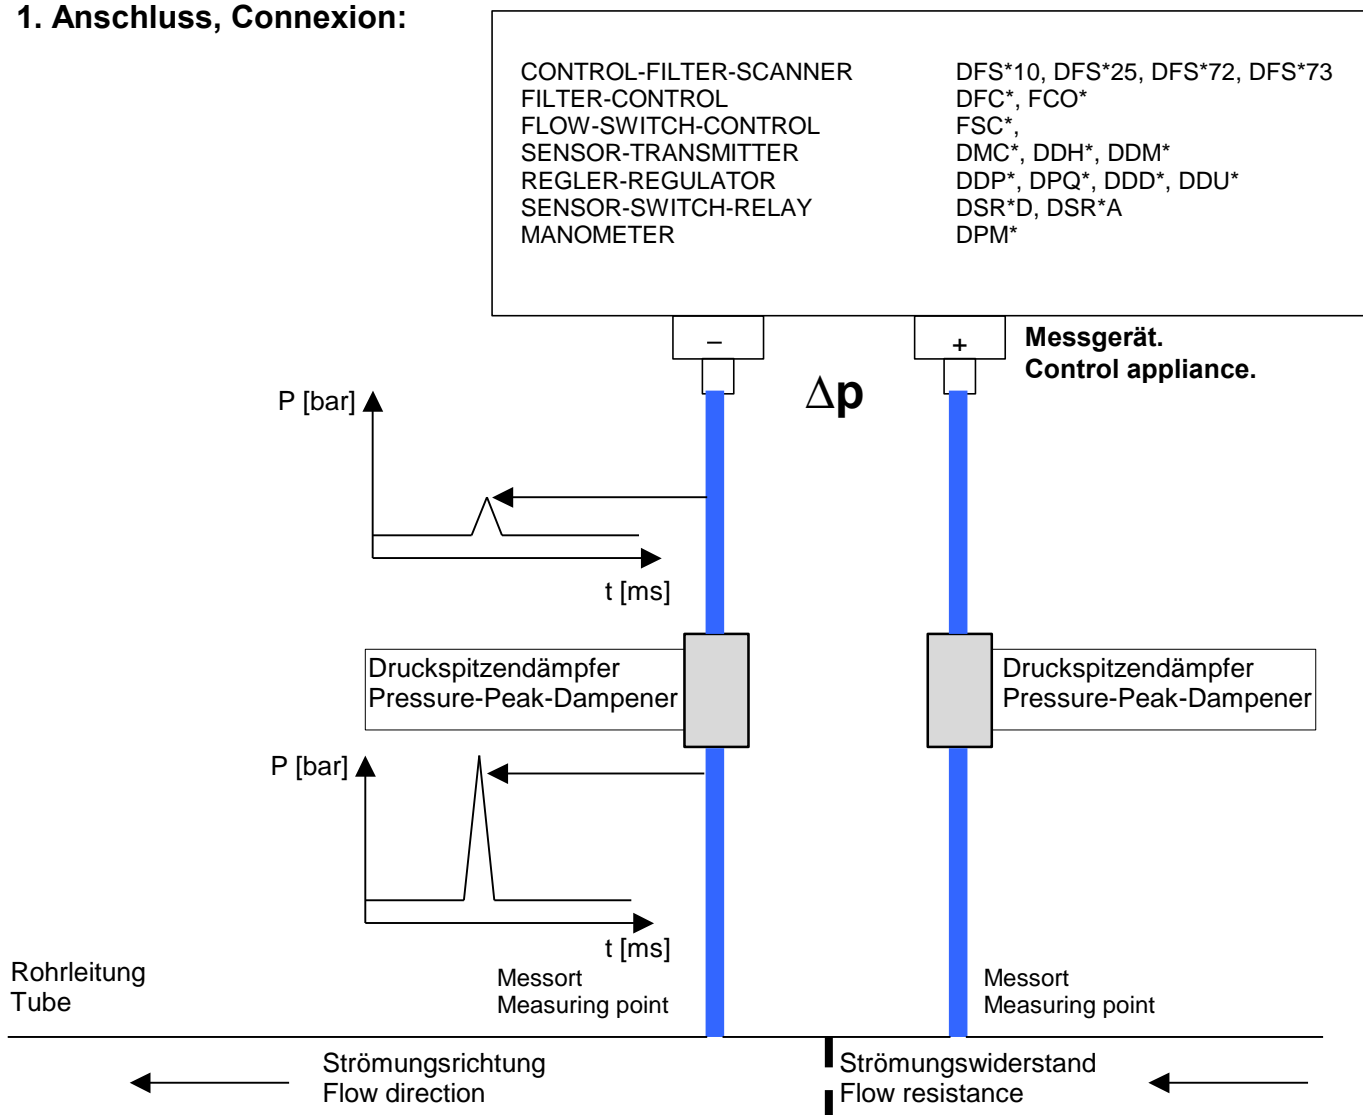 1. Anschluss, Connexion:
CONTROL-FILTER-SCANNER DFS*10, DFS*25, DFS*72, DFS*73
FILTER-CONTROL DFC*, FCO*
FLOW-SWITCH-CONTROL FSC*,
SENSOR-TRANSMITTER DMC*, DDH*, DDM*
REGLER-REGULATOR DDP*, DPQ*, DDD*, DDU*
SENSOR-SWITCH-RELAY DSR*D, DSR*A
MANOMETER DPM*
– +
Messgerät.
Control appliance.
Δp
P [bar]
t [ms]
Druckspitzendämpfer
Pressure-Peak-Dampener
Druckspitzendämpfer
Pressure-Peak-Dampener
P [bar]
t [ms]
Rohrleitung
Tube
Messort
Measuring point
Messort
Measuring point
Strömungsrichtung
Flow direction
Strömungswiderstand
Flow resistance